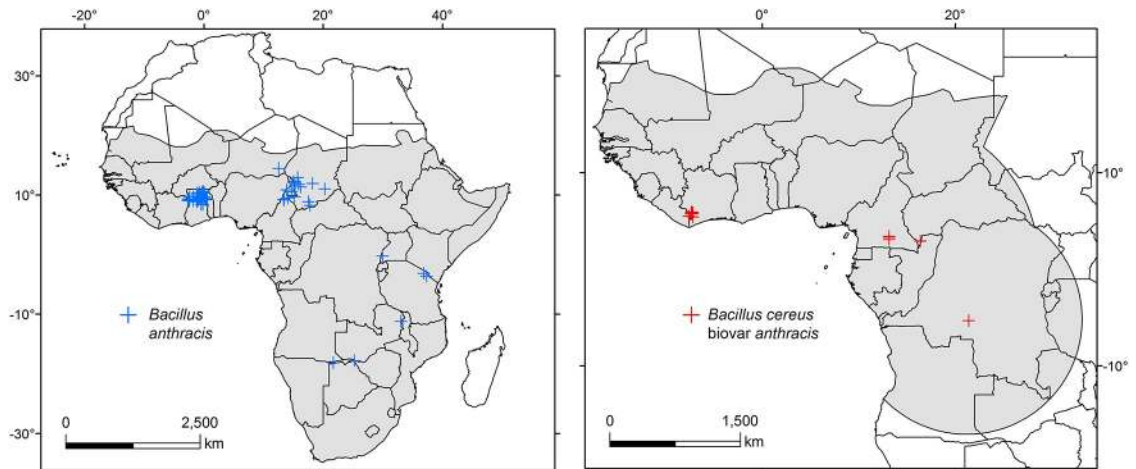 -20° 0° 20° 40°
30°
10°
-10°
-30°
Bacillus
anthracis
0 2,500
km
0° 20°
10°
-10°
Bacillus cereus
biovar anthracis
0 1,500
km